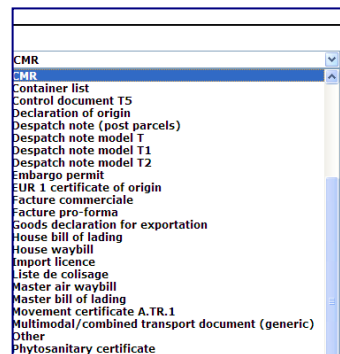 CMR
CMR
Container list
Control document T5
Declaration of origin
Despatch note (post parcels)
Despatch note model T
Despatch note model T1
Despatch note model T2
Embargo permit
EUR 1 certificate of origin
Facture commerciale
Facture pro-forma
Goods declaration for exportation
House bill of lading
House waybill
Import licence
Liste de colisage
Master air waybill
Master bill of lading
Movement certificate A.TR.1
Multimodal/combined transport document (generic)
Other
Phytosanitary certificate